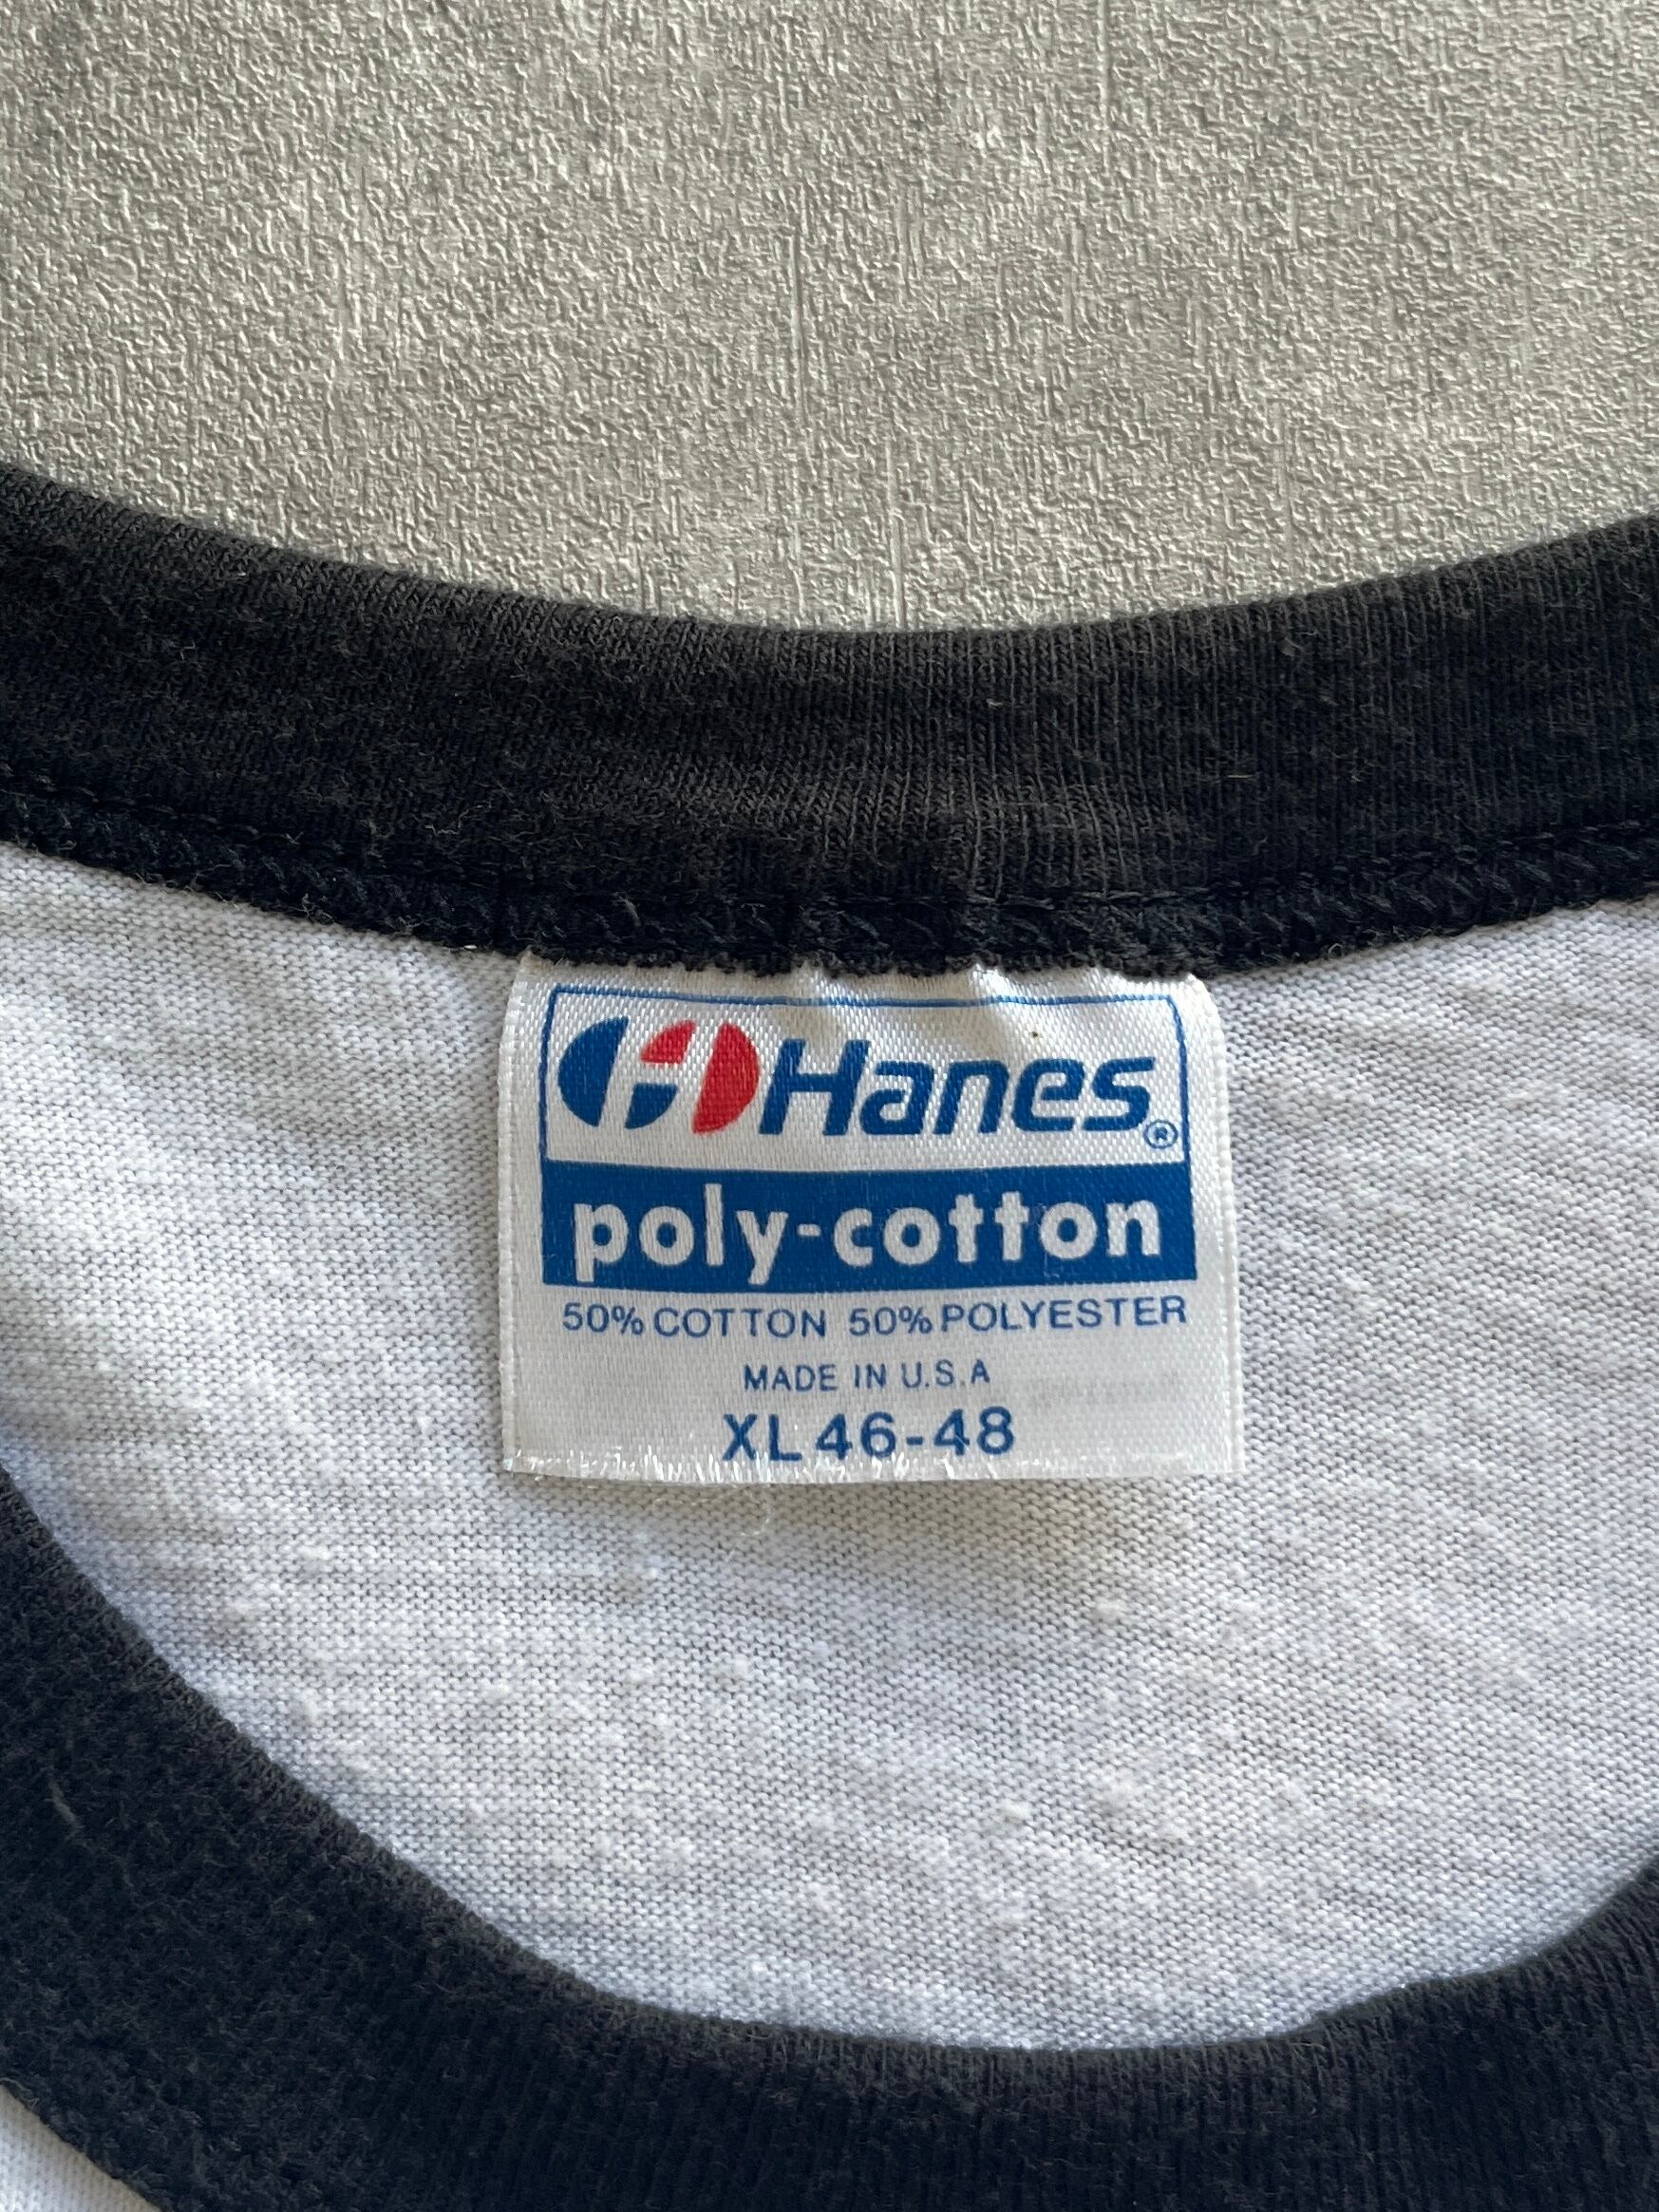 Hanes®
poly-cotton
50% COTTON 50% POLYESTER
MADE IN U.S.A
XL 46-48